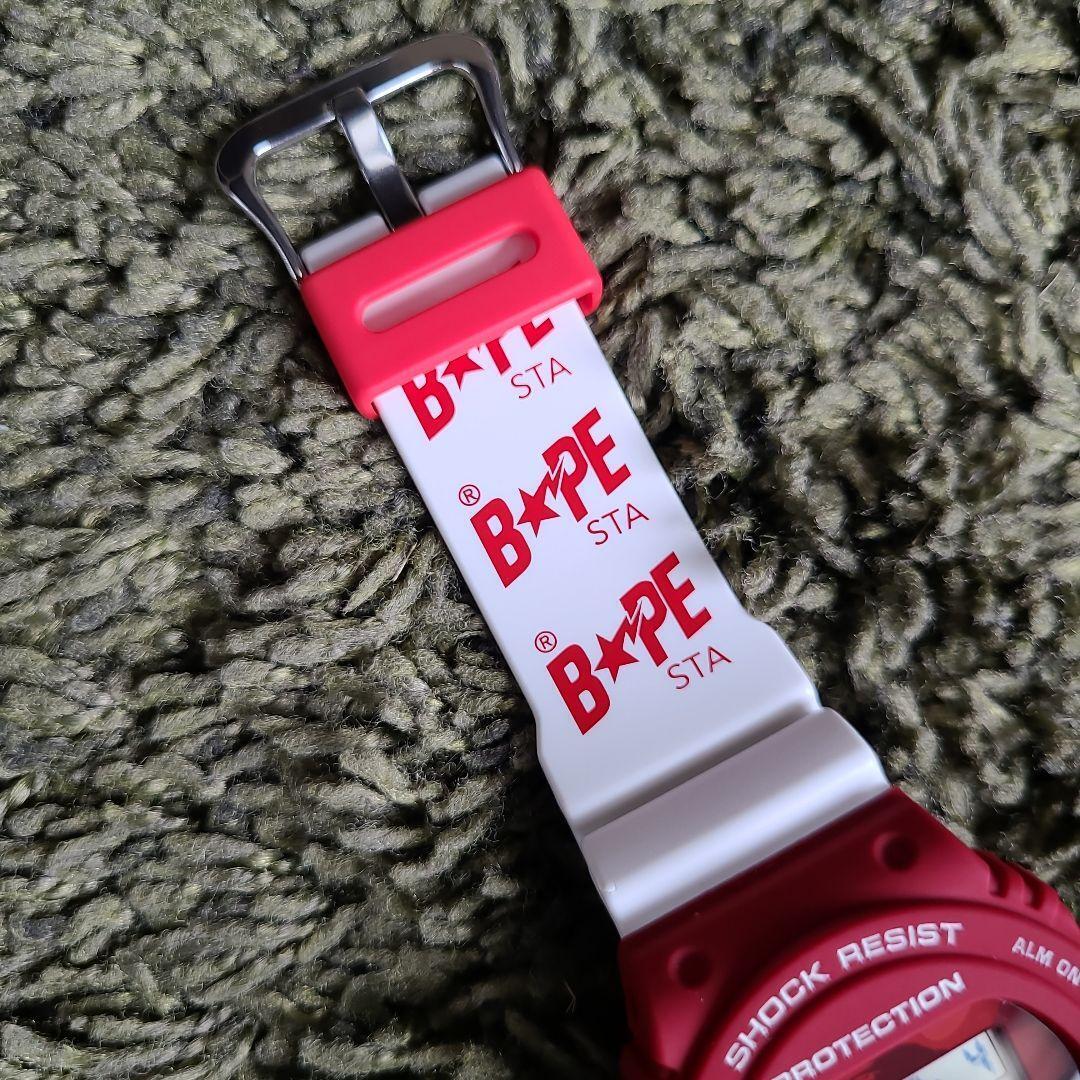 B★PE
STA
® B★PE
STA
® B★PE
STA
SHOCK RESIST
ALM ON
PROTECTION